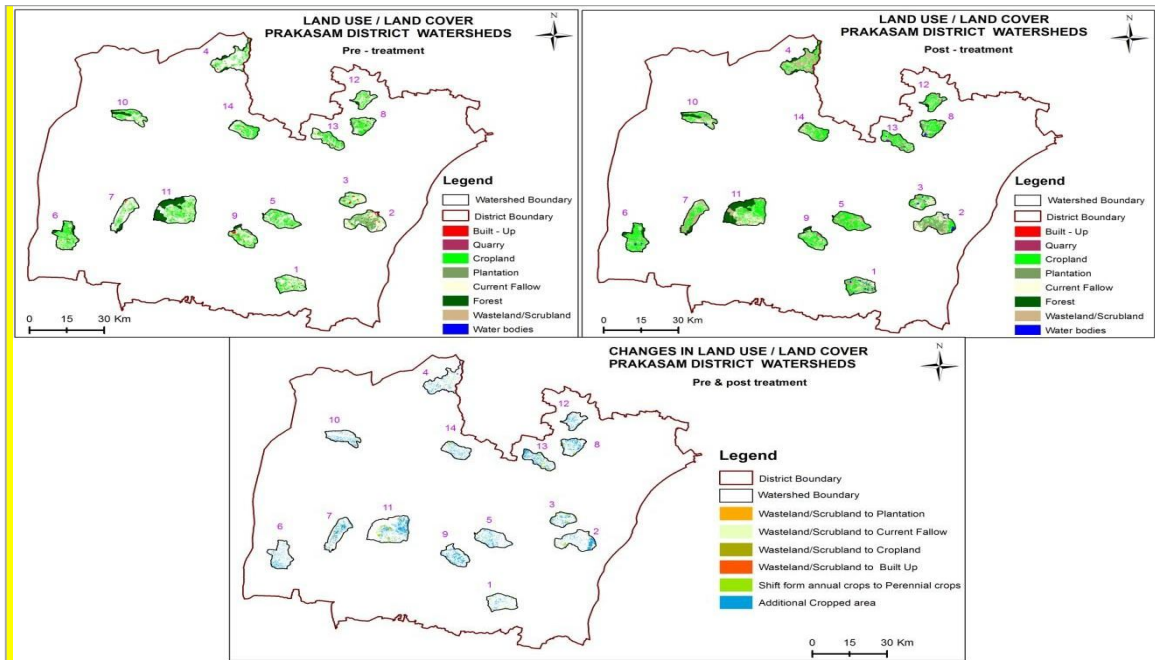 LAND USE / LAND COVER
PRAKASAM DISTRICT WATERSHEDS
Pre - treatment
N
4
12
10
14
13
8
3
7
11
2
6
9
5
1
Legend
Watershed Boundary
District Boundary
Built - Up
Quarry
Cropland
Plantation
Current Fallow
Forest
Wasteland/Scrubland
Water bodies
0 15 30 Km
LAND USE / LAND COVER
PRAKASAM DISTRICT WATERSHEDS
Post - treatment
N
4
12
10
14
13
8
3
7
11
2
6
9
5
1
Legend
Watershed Boundary
District Boundary
Built - Up
Quarry
Cropland
Plantation
Current Fallow
Forest
Wasteland/Scrubland
Water bodies
0 15 30 Km
CHANGES IN LAND USE / LAND COVER
PRAKASAM DISTRICT WATERSHEDS
Pre & post treatment
N
4
12
10
14
13
8
3
7
11
2
6
9
5
1
Legend
District Boundary
Watershed Boundary
Wasteland/Scrubland to Plantation
Wasteland/Scrubland to Current Fallow
Wasteland/Scrubland to Cropland
Wasteland/Scrubland to Built Up
Shift form annual crops to Perennial crops
Additional Cropped area
0 15 30 Km